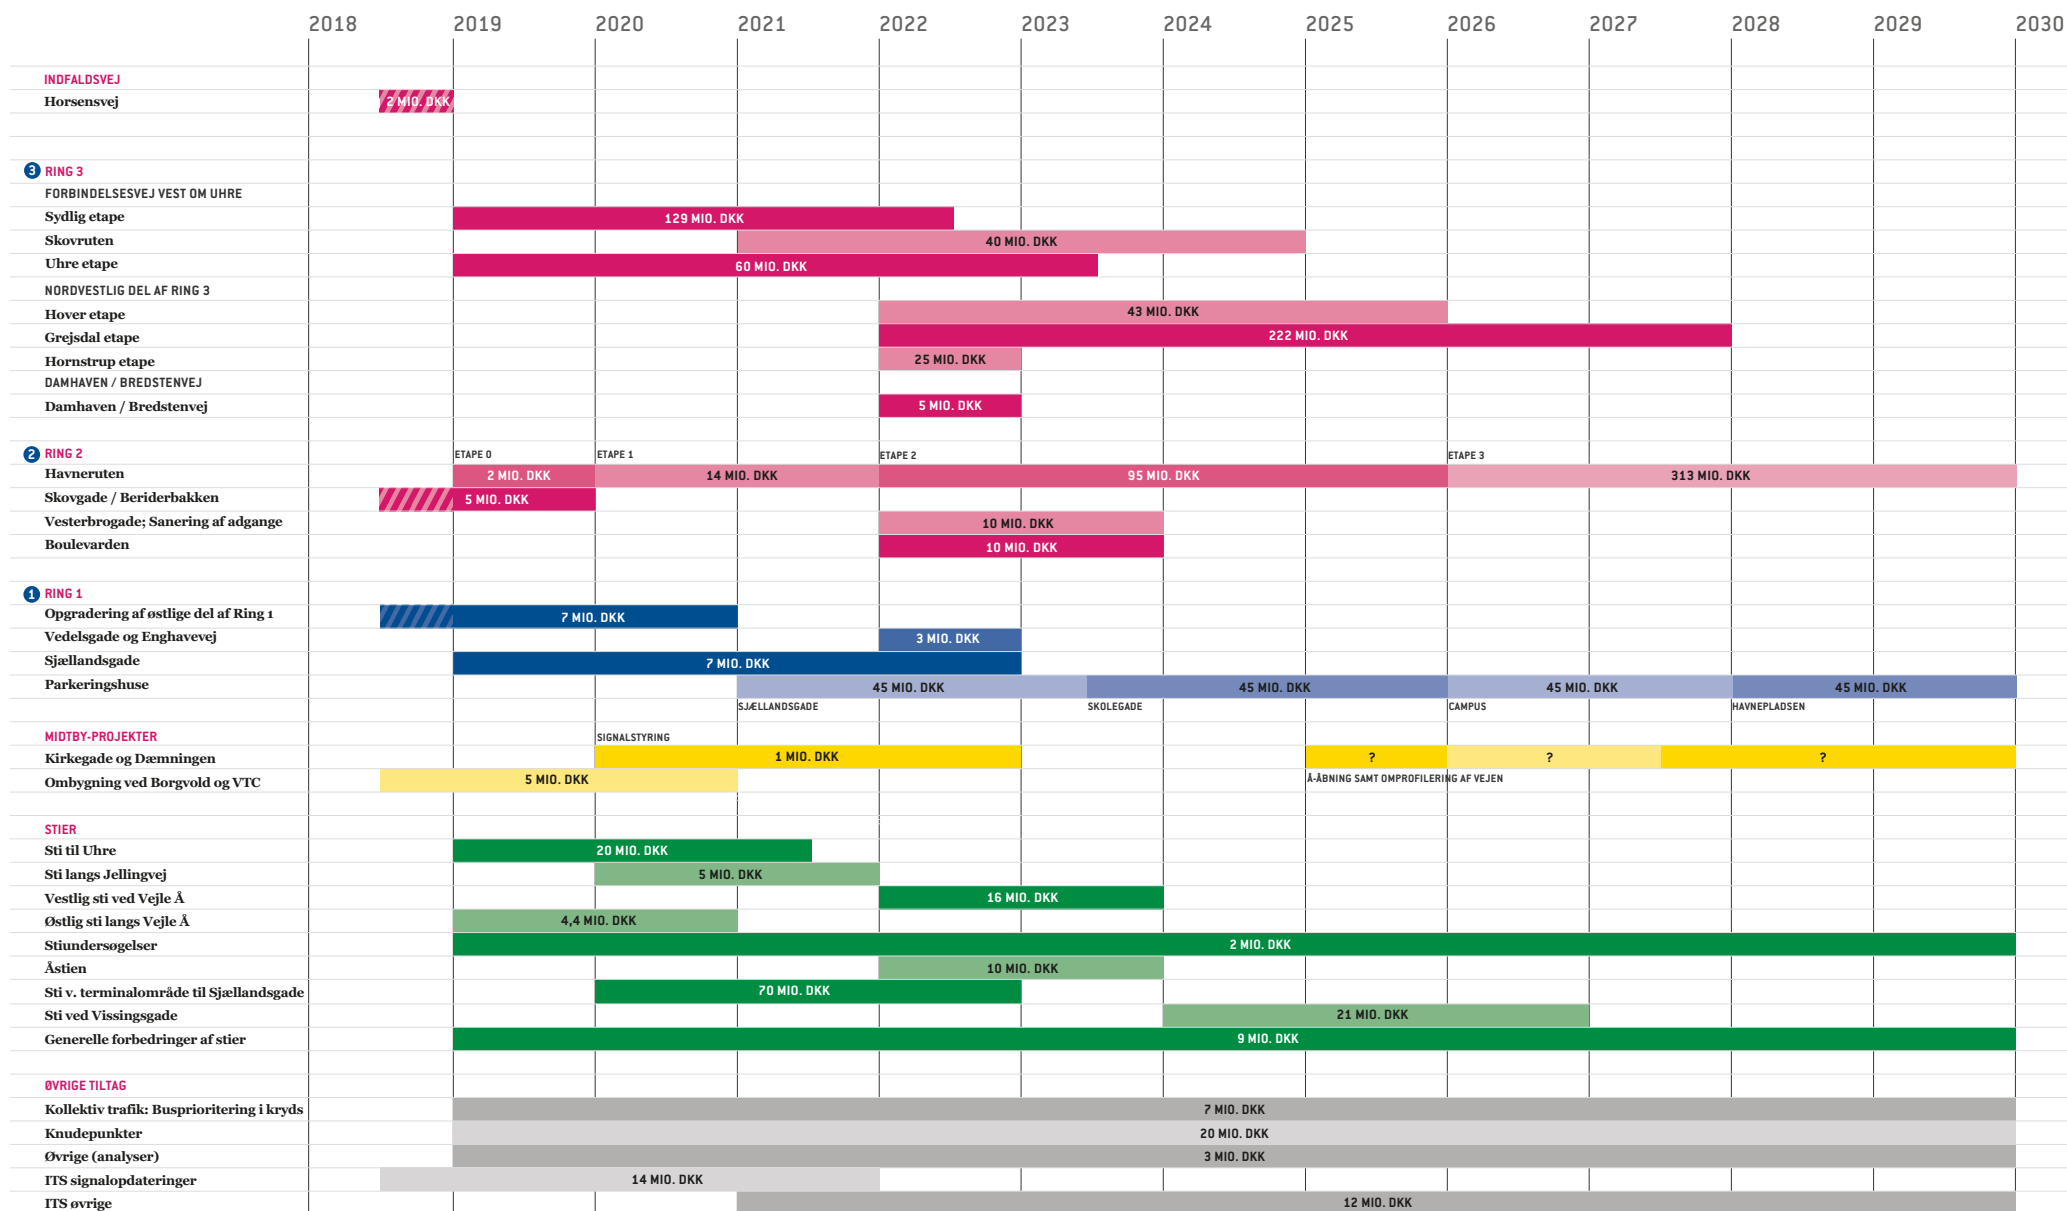 2018 2019 2020 2021 2022 2023 2024 2025 2026 2027 2028 2029 2030
INDFALDSVEJ
Horsensvej 2 MIO. DKK
3 RING 3
FORBINDELSESVEJ VEST OM UHRE
Sydlig etape 129 MIO. DKK
Skovruten 40 MIO. DKK
Uhre etape 60 MIO. DKK
NORDVESTLIG DEL AF RING 3
Hover etape 43 MIO. DKK
Grejsdal etape 222 MIO. DKK
Hornstrup etape 25 MIO. DKK
DAMHAVEN / BREDSTENVEJ
Damhaven / Bredstenvej 5 MIO. DKK
2 RING 2 ETAPE 0 ETAPE 1 ETAPE 2 ETAPE 3
Havneruten 2 MIO. DKK 14 MIO. DKK 95 MIO. DKK 313 MIO. DKK
Skovgade / Beriderbakken 5 MIO. DKK
Vesterbrogade; Sanering af adgange 10 MIO. DKK
Boulevarden 10 MIO. DKK
1 RING 1
Opgradering af østlige del af Ring 1 7 MIO. DKK
Vedelsgade og Enghavevej 3 MIO. DKK
Sjællandsgade 7 MIO. DKK
Parkeringshuse 45 MIO. DKK 45 MIO. DKK 45 MIO. DKK 45 MIO. DKK
SJÆLLANDSGADE SKOLEGADE CAMPUS HAVNEPLADSEN
MIDTBY-PROJEKTER SIGNALSTYRING
Kirkegade og Dæmningen 1 MIO. DKK ? ? ?
Ombygning ved Borgvold og VTC 5 MIO. DKK Å-ÅBNING SAMT OMPROFILERING AF VEJEN
STIER
Sti til Uhre 20 MIO. DKK
Sti langs Jellingvej 5 MIO. DKK
Vestlig sti ved Vejle Å 16 MIO. DKK
Østlig sti langs Vejle Å 4,4 MIO. DKK
Stiundersøgelser 2 MIO. DKK
Åstien 10 MIO. DKK
Sti v. terminalområde til Sjællandsgade 70 MIO. DKK
Sti ved Vissingsgade 21 MIO. DKK
Generelle forbedringer af stier 9 MIO. DKK
ØVRIGE TILTAG
Kollektiv trafik: Busprioritering i kryds 7 MIO. DKK
Knudepunkter 20 MIO. DKK
Øvrige (analyser) 3 MIO. DKK
ITS signalopdateringer 14 MIO. DKK
ITS øvrige 12 MIO. DKK